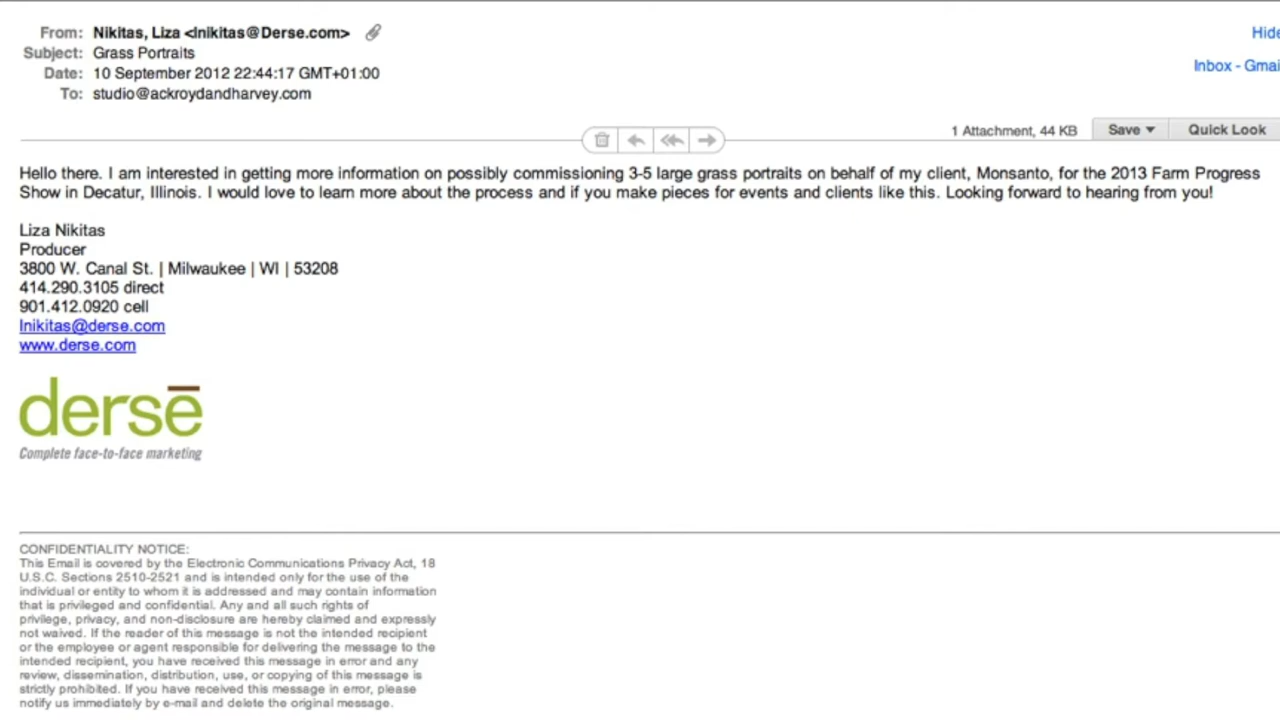 From: Nikitas, Liza <lnikitas@Derse.com>
Hide
Subject: Grass Portraits
Date: 10 September 2012 22:44:17 GMT+01:00
Inbox - Gmai
To: studio@ackroydandharvey.com
1 Attachment, 44 KB Save Quick Look
Hello there. I am interested in getting more information on possibly commissioning 3-5 large grass portraits on behalf of my client, Monsanto, for the 2013 Farm Progress
Show in Decatur, Illinois. I would love to learn more about the process and if you make pieces for events and clients like this. Looking forward to hearing from you!
Liza Nikitas
Producer
3800 W. Canal St. | Milwaukee | WI | 53208
414.290.3105 direct
901.412.0920 cell
lnikitas@derse.com
www.derse.com
dersē
Complete face-to-face marketing
CONFIDENTIALITY NOTICE:
This Email is covered by the Electronic Communications Privacy Act, 18
U.S.C. Sections 2510-2521 and is intended only for the use of the
individual or entity to whom it is addressed and may contain information
that is privileged and confidential. Any and all such rights of
privilege, privacy, and non-disclosure are hereby claimed and expressly
not waived. If the reader of this message is not the intended recipient
or the employee or agent responsible for delivering the message to the
intended recipient, you have received this message in error and any
review, dissemination, distribution, use, or copying of this message is
strictly prohibited. If you have received this message in error, please
notify us immediately by e-mail and delete the original message.